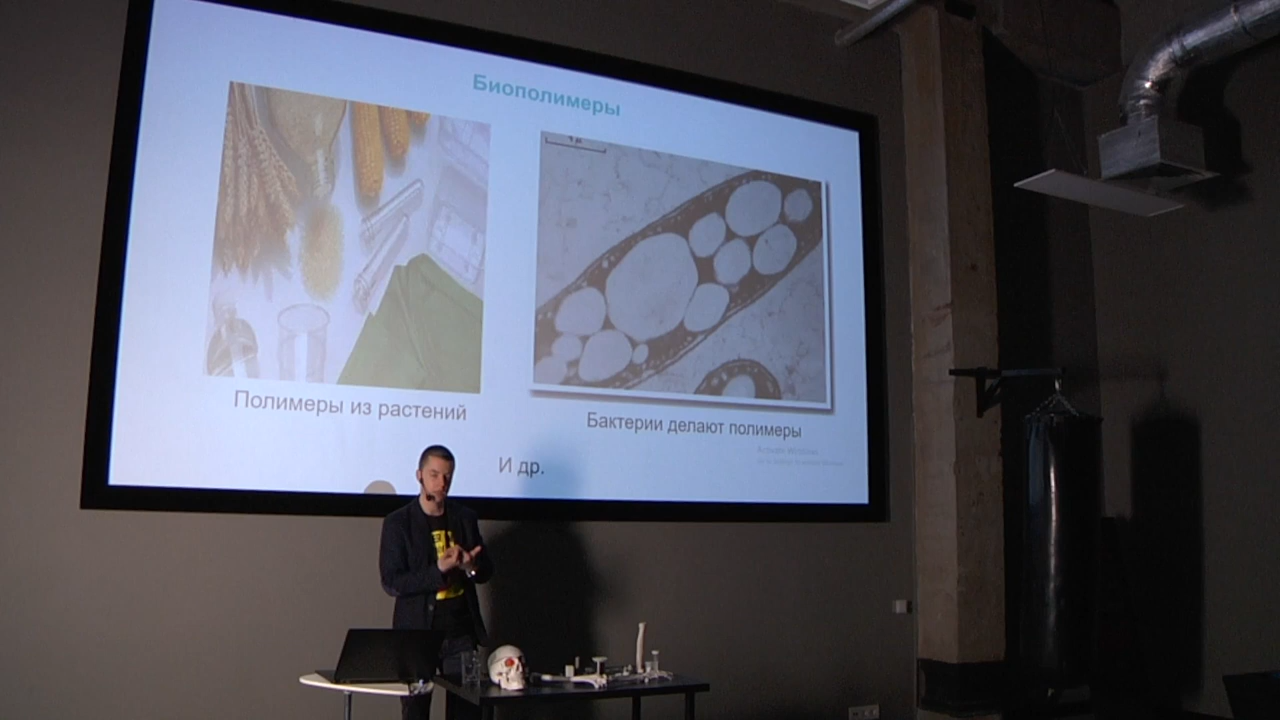 Биополимеры
Полимеры из растений
Бактерии делают полимеры
И др.